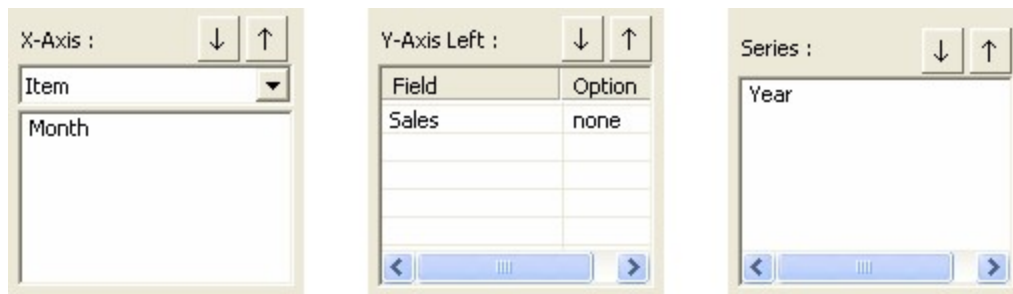 X-Axis :
Item
Month
Y-Axis Left :
Field Option
Sales none
Series :
Year